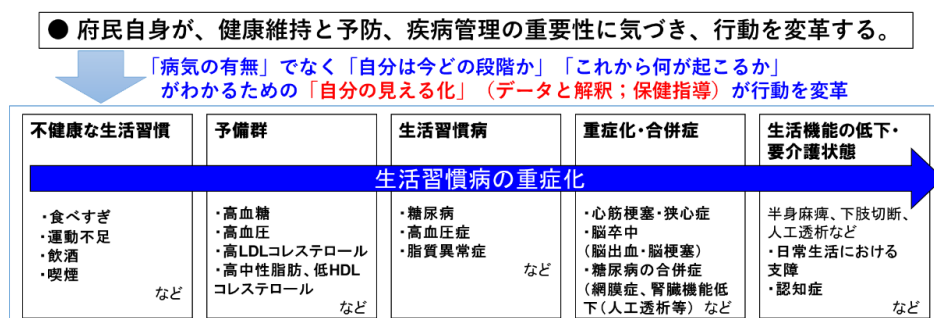 ● 府民自身が、健康維持と予防、疾病管理の重要性に気づき、行動を変革する。
「病気の有無」でなく「自分は今どの段階か」「これから何が起こるか」
がわかるための「自分の見える化」（データと解釈；保健指導）が行動を変革
不健康な生活習慣
予備群
生活習慣病
重症化・合併症
生活機能の低下・
要介護状態
生活習慣病の重症化
・食べすぎ
・運動不足
・飲酒
・喫煙
など
・高血糖
・高血圧
・高LDLコレステロール
・高中性脂肪、低HDL
コレステロール
など
・糖尿病
・高血圧症
・脂質異常症
など
・心筋梗塞・狭心症
・脳卒中
(脳出血・脳梗塞)
・糖尿病の合併症
(網膜症、腎臓機能低
下(人工透析等) など
半身麻痺、下肢切断、
人工透析など
・日常生活における
支障
・認知症
など